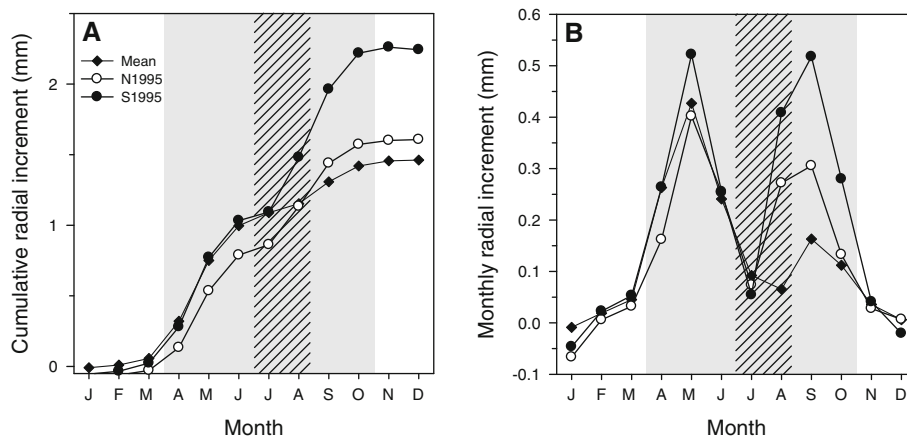 A
Mean
N1995
S1995
Cumulative radial increment (mm)
2
1
0
J F M A M J J A S O N D
Month
B
Monthly radial increment (mm)
0.6
0.5
0.4
0.3
0.2
0.1
0.0
-0.1
J F M A M J J A S O N D
Month